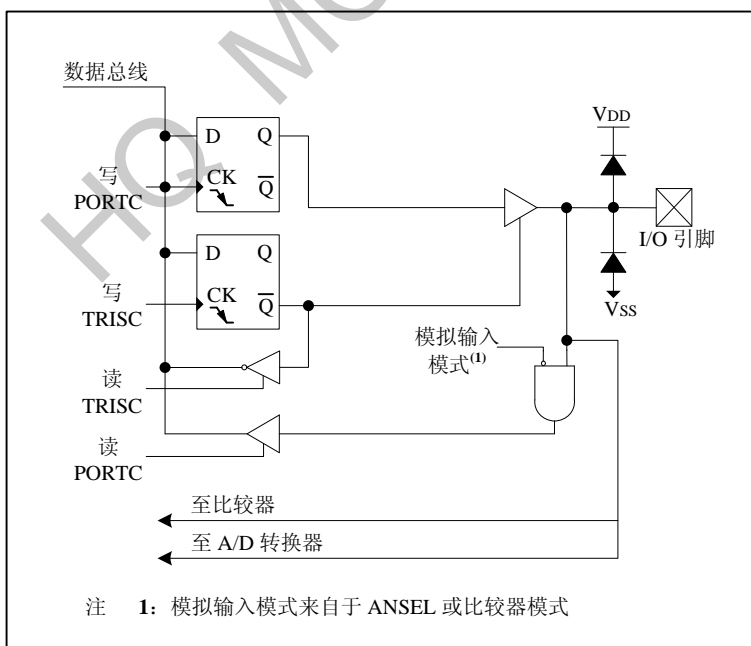 HQ MC
数据总线
VDD
D Q
写
PORTC
CK Q
I/O 引脚
D Q
写
TRISC
CK Q
VSS
模拟输入
模式(1)
读
TRISC
读
PORTC
至比较器
至 A/D 转换器
注 1: 模拟输入模式来自于 ANSEL 或比较器模式